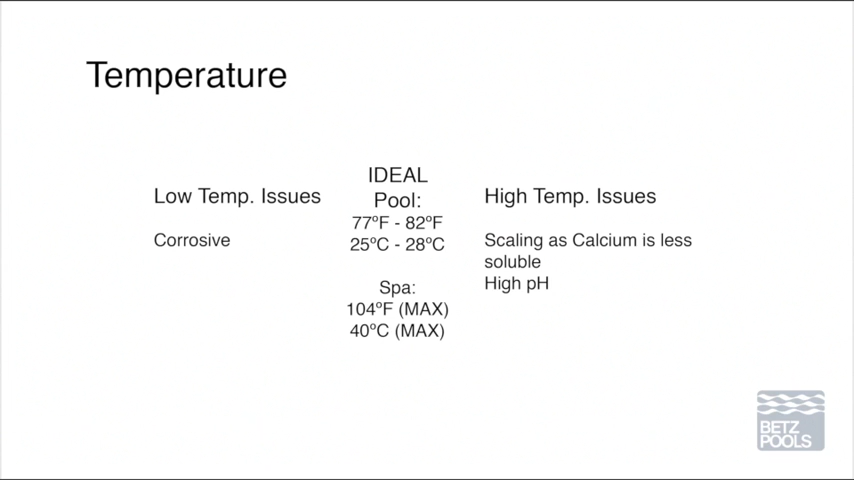 Temperature
Low Temp. Issues
Corrosive
IDEAL
Pool:
77ºF - 82ºF
25ºC - 28ºC
Spa:
104ºF (MAX)
40ºC (MAX)
High Temp. Issues
Scaling as Calcium is less
soluble
High pH
BETZ
POOLS